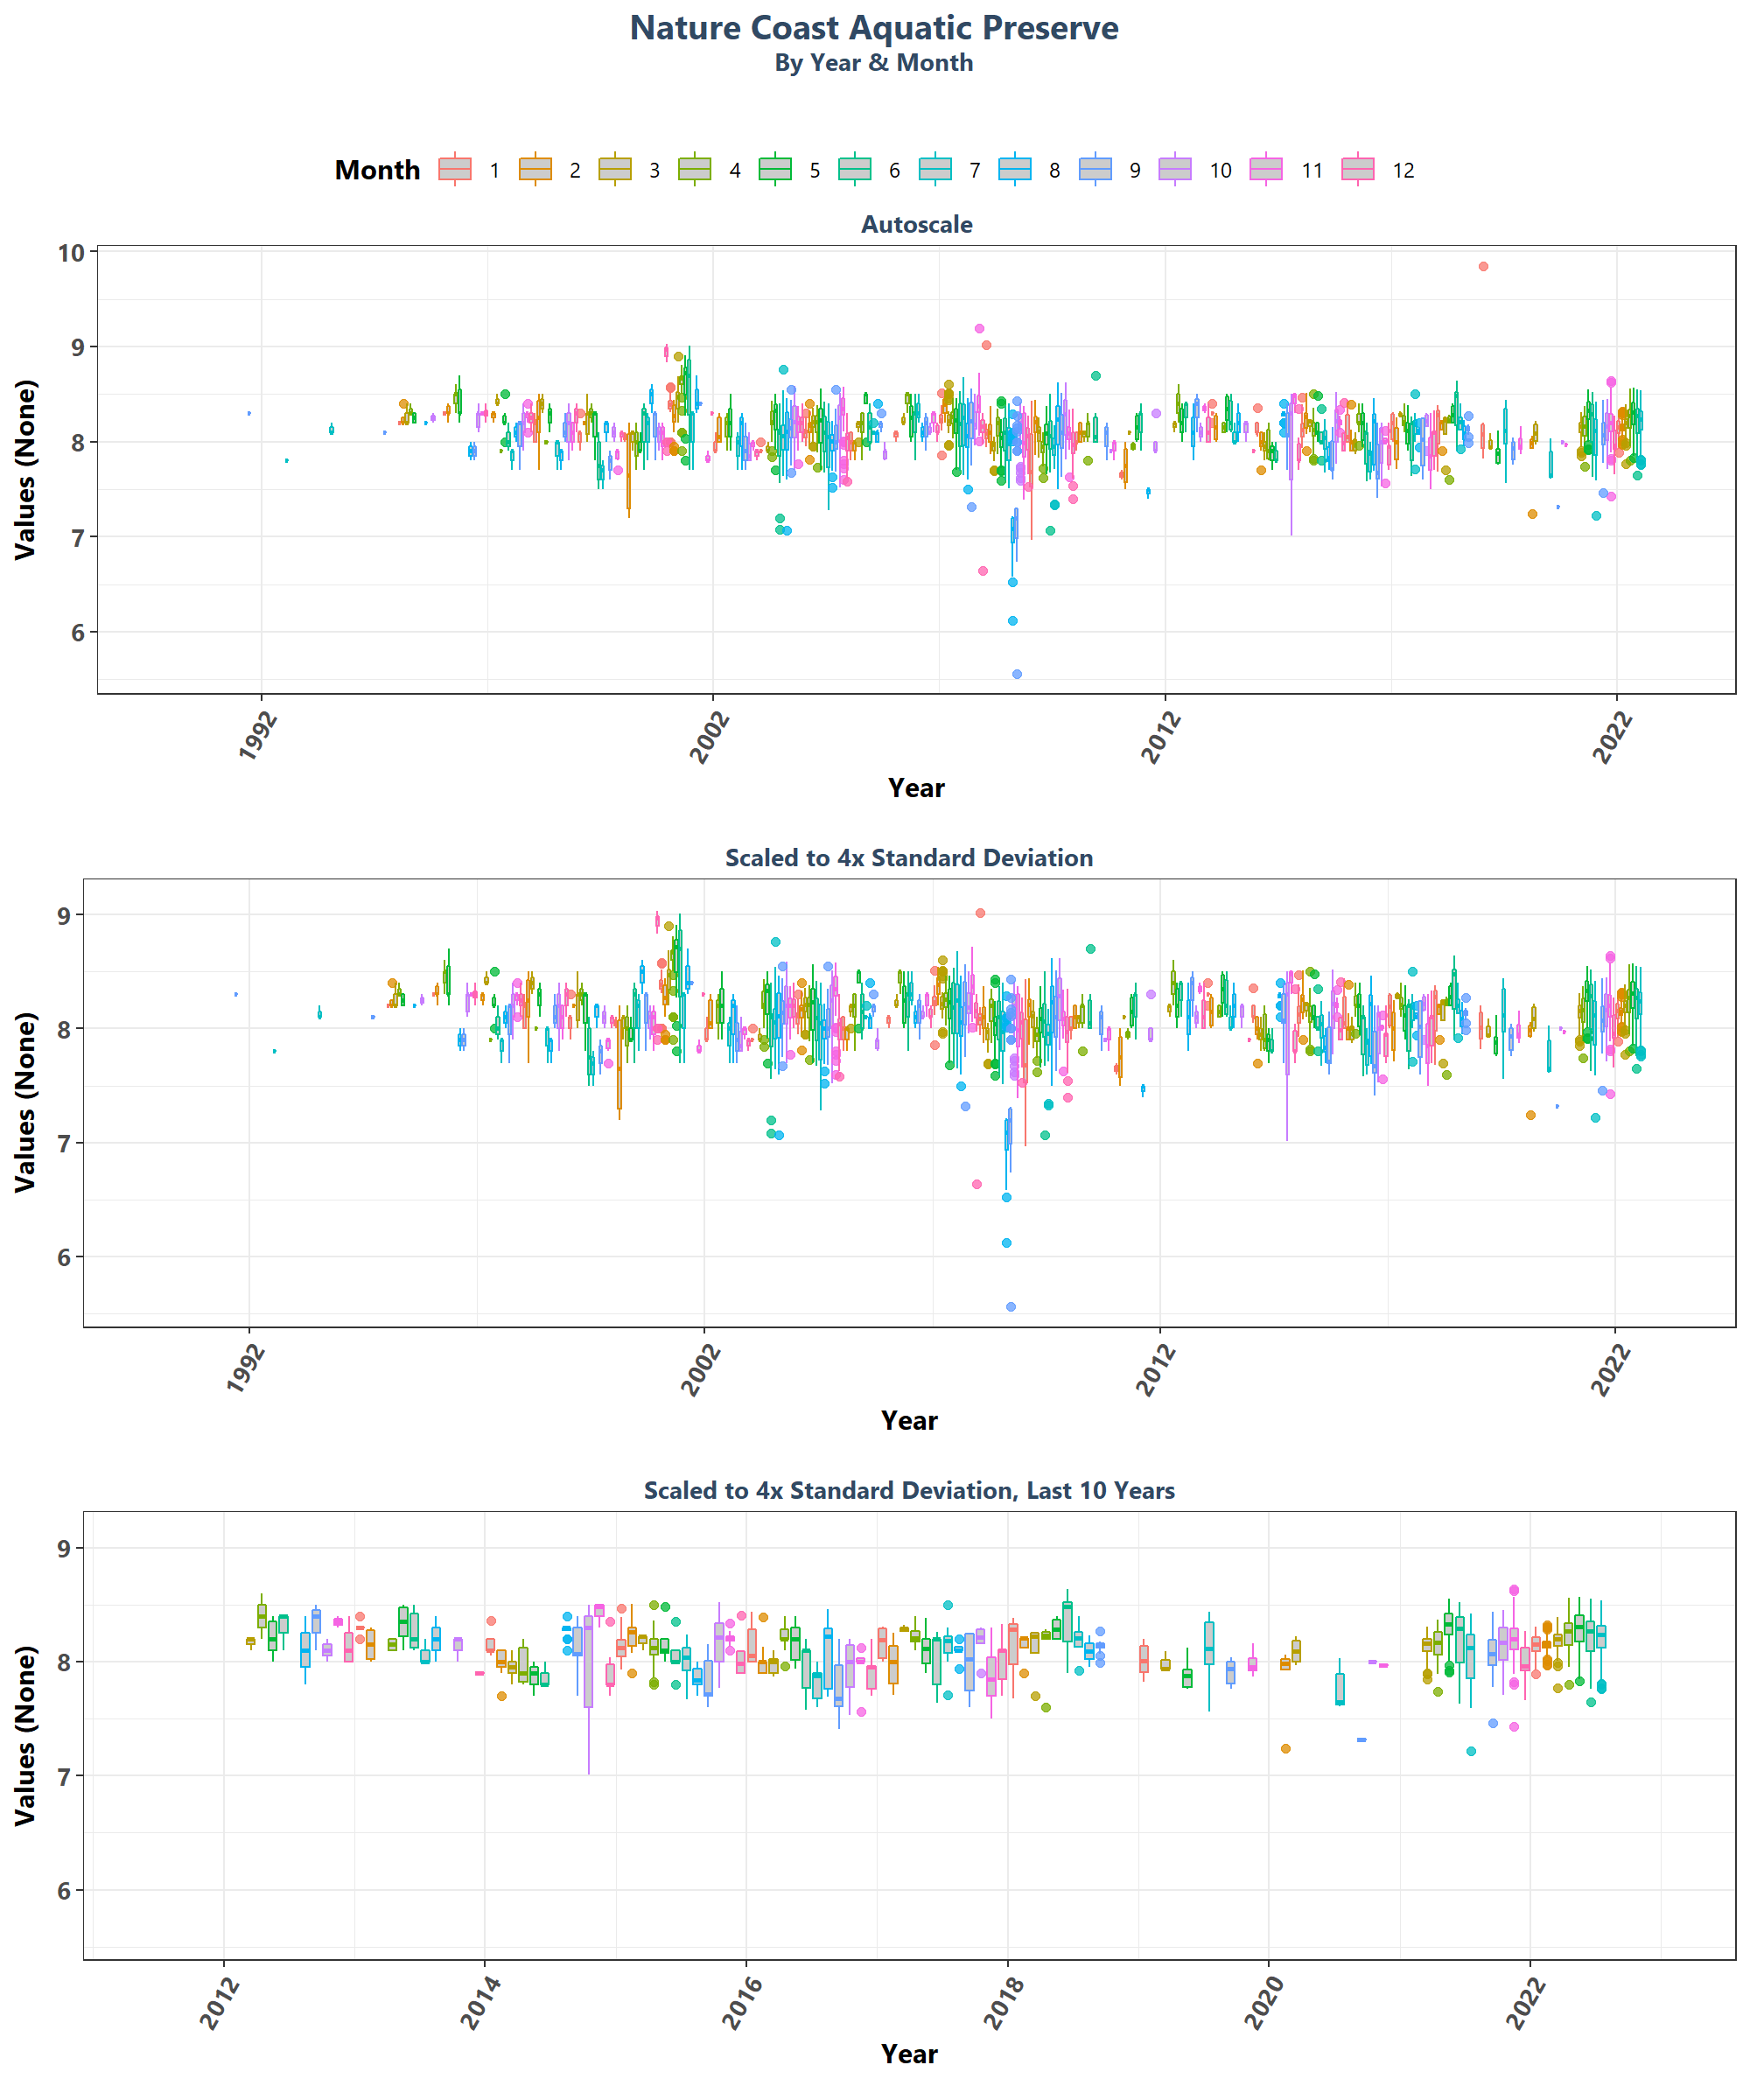 Nature Coast Aquatic Preserve
By Year & Month
Month 1 2 3 4 5 6 7 8 9 10 11 12
Autoscale
Values (None)
10
9
8
7
6
1992 2002 2012 2022
Year
Scaled to 4x Standard Deviation
Values (None)
9
8
7
6
1992 2002 2012 2022
Year
Scaled to 4x Standard Deviation, Last 10 Years
Values (None)
9
8
7
6
2012 2014 2016 2018 2020 2022
Year